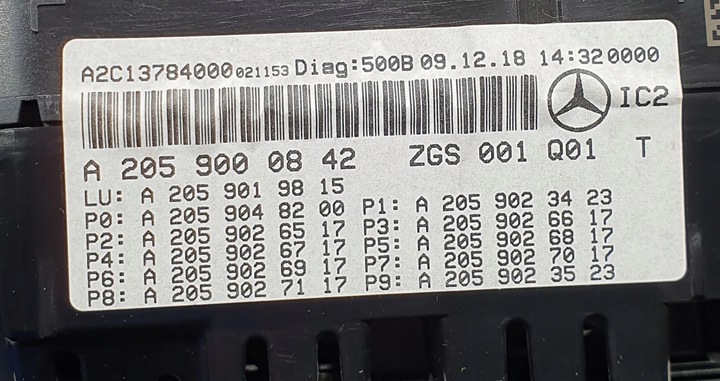 A2C13784000 021153 Diag:500B 09.12.18 14:320000
IC2
A 205 900 08 42 ZGS 001 Q01 T
LU: A 205 901 98 15
P0: A 205 904 82 00 P1: A 205 902 34 23
P2: A 205 902 65 17 P3: A 205 902 66 17
P4: A 205 902 67 17 P5: A 205 902 68 17
P6: A 205 902 69 17 P7: A 205 902 70 17
P8: A 205 902 71 17 P9: A 205 902 35 23